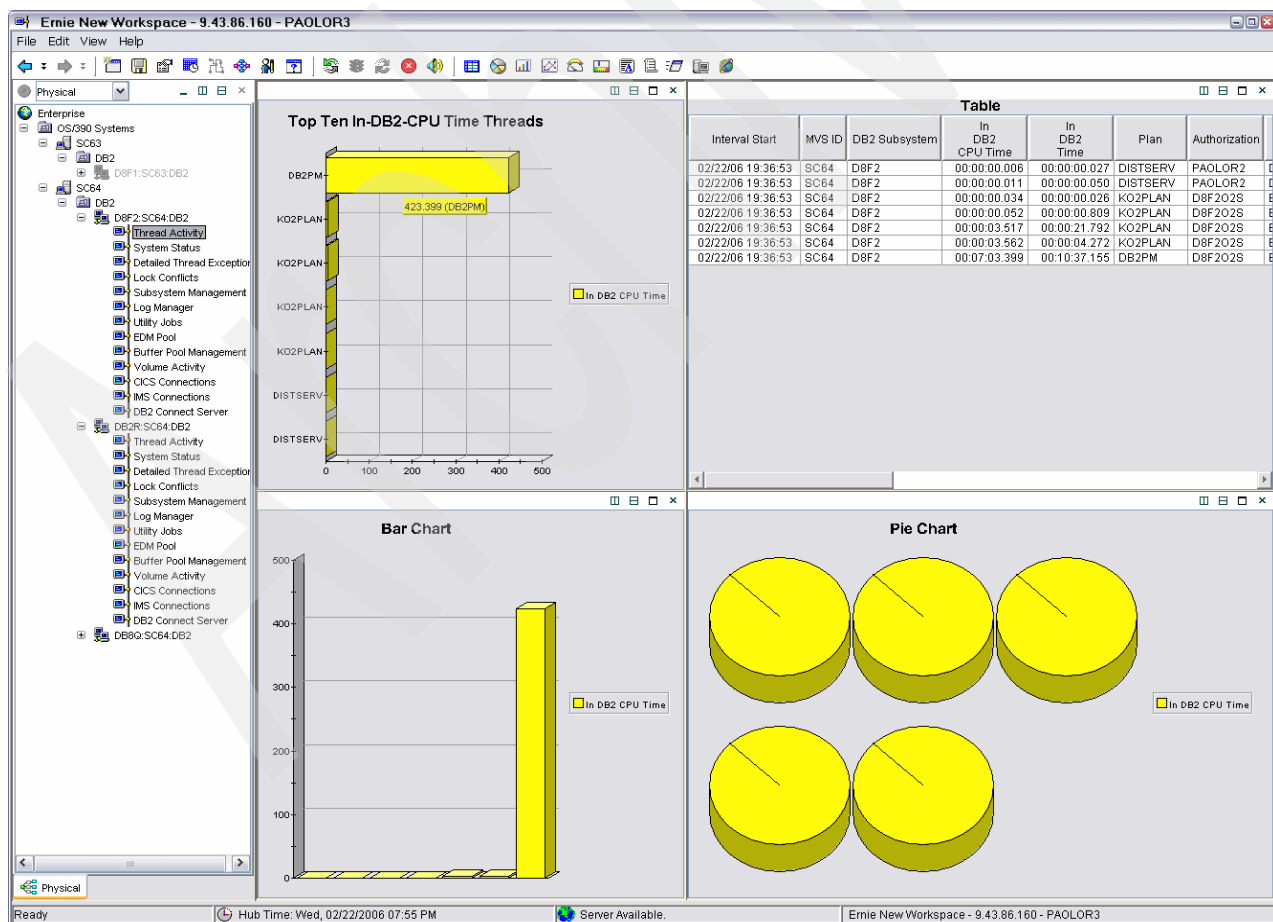 Ernie New Workspace - 9.43.86.160 - PAOLOR3
File Edit View Help
Physical
Enterprise
OS/390 Systems
SC63
DB2
D8F1:SC63:DB2
SC64
DB2
D8F2:SC64:DB2
Thread Activity
System Status
Detailed Thread Exception
Lock Conflicts
Subsystem Management
Log Manager
Utility Jobs
EDM Pool
Buffer Pool Management
Volume Activity
CICS Connections
IMS Connections
DB2 Connect Server
DB2R:SC64:DB2
Thread Activity
System Status
Detailed Thread Exception
Lock Conflicts
Subsystem Management
Log Manager
Utility Jobs
EDM Pool
Buffer Pool Management
Volume Activity
CICS Connections
IMS Connections
DB2 Connect Server
DB8Q:SC64:DB2
Physical
Top Ten In-DB2-CPU Time Threads
DB2PM
423.399 (DB2PM)
KO2PLAN
KO2PLAN
KO2PLAN
KO2PLAN
DISTSERV
DISTSERV
0 100 200 300 400 500
In DB2 CPU Time
Table
Interval Start MVS ID DB2 Subsystem In DB2 CPU Time In DB2 Time Plan Authorization
02/22/06 19:36:53 SC64 D8F2 00:00:00.006 00:00:00.027 DISTSERV PAOLOR2
02/22/06 19:36:53 SC64 D8F2 00:00:00.011 00:00:00.050 DISTSERV PAOLOR2
02/22/06 19:36:53 SC64 D8F2 00:00:00.034 00:00:00.026 KO2PLAN D8F2O2S
02/22/06 19:36:53 SC64 D8F2 00:00:00.052 00:00:00.809 KO2PLAN D8F2O2S
02/22/06 19:36:53 SC64 D8F2 00:00:03.517 00:00:21.792 KO2PLAN D8F2O2S
02/22/06 19:36:53 SC64 D8F2 00:00:03.562 00:00:04.272 KO2PLAN D8F2O2S
02/22/06 19:36:53 SC64 D8F2 00:07:03.399 00:10:37.155 DB2PM D8F2O2S
Bar Chart
500
400
300
200
100
0
In DB2 CPU Time
Pie Chart
In DB2 CPU Time
Ready
Hub Time: Wed, 02/22/2006 07:55 PM
Server Available.
Ernie New Workspace - 9.43.86.160 - PAOLOR3